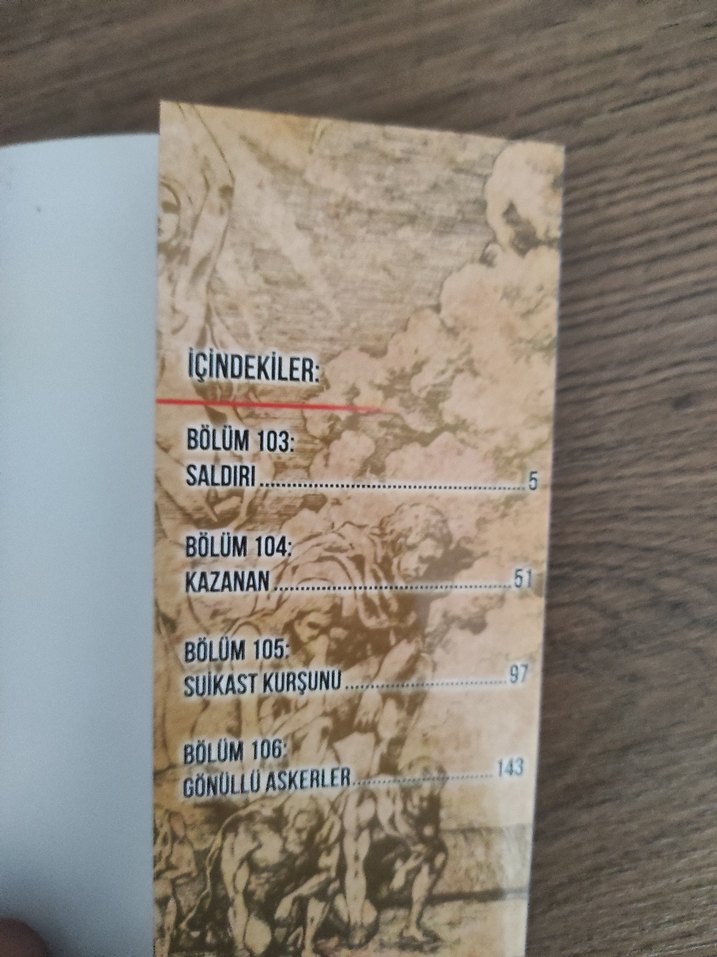 İÇİNDEKİLER:
BÖLÜM 103:
SALDIRI........................................5
BÖLÜM 104:
KAZANAN........................................51
BÖLÜM 105:
SUİKAST KURŞUNU........................................97
BÖLÜM 106:
GÖNÜLLÜ ASKERLER........................................143